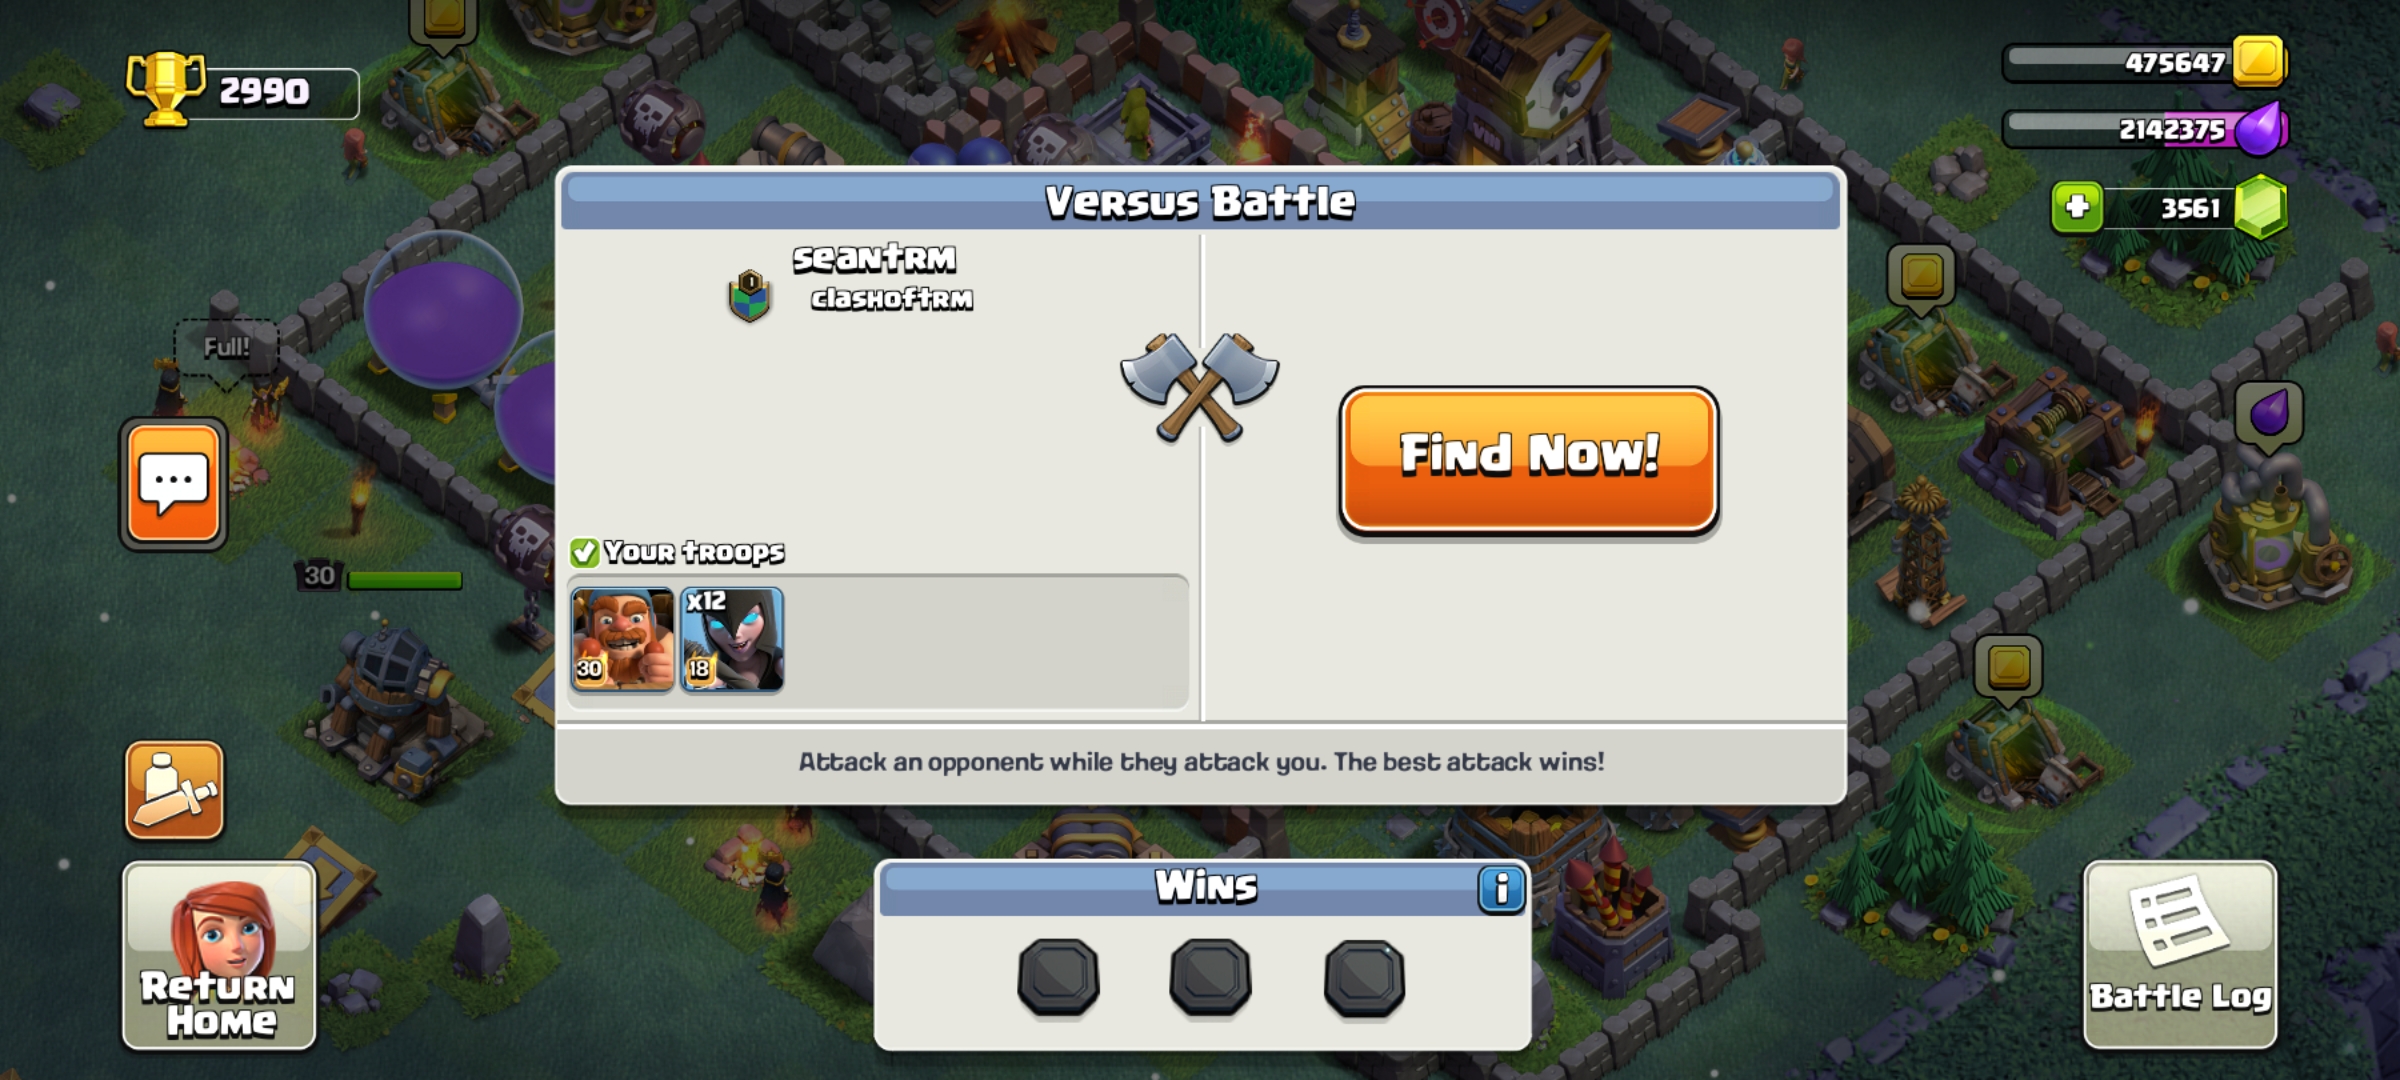 2990
475647
2142375
3561
Versus Battle
seantrm
1
clashoftrm
Full!
Find Now!
30
Your troops
x12
30
18
Attack an opponent while they attack you. The best attack wins!
Wins
i
Return
Home
Battle Log